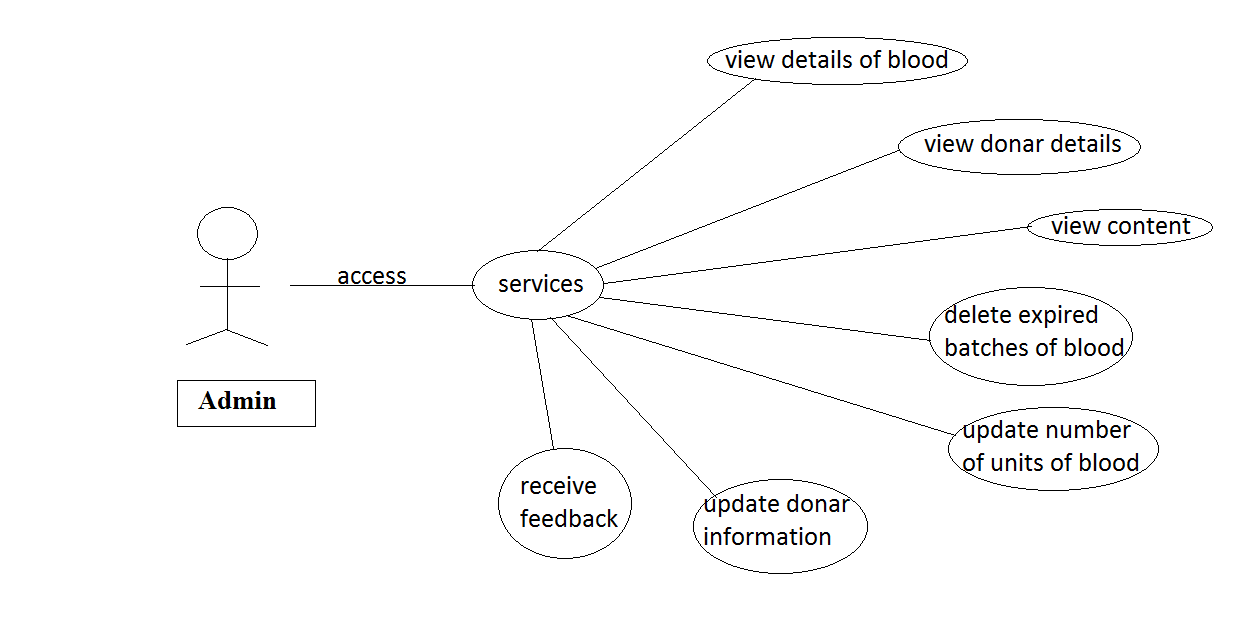 view details of blood
view donar details
view content
access
services
delete expired
batches of blood
Admin
update number
of units of blood
receive
feedback
update donar
information